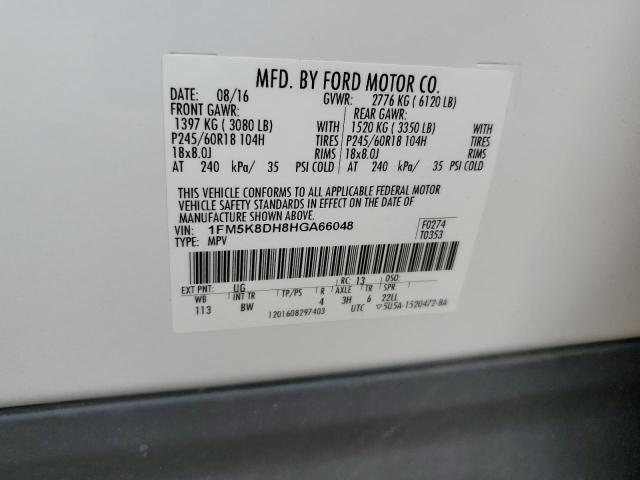 MFD. BY FORD MOTOR CO.
DATE: 08/16 GVWR: 2776 KG ( 6120 LB)
FRONT GAWR: REAR GAWR:
1397 KG ( 3080 LB) WITH 1520 KG ( 3350 LB) WITH
P245/60R18 104H TIRES P245/60R18 104H TIRES
18x8.0J RIMS 18x8.0J RIMS
AT 240 kPa/ 35 PSI COLD AT 240 kPa/ 35 PSI COLD
THIS VEHICLE CONFORMS TO ALL APPLICABLE FEDERAL MOTOR
VEHICLE SAFETY STANDARDS IN EFFECT ON THE DATE OF
MANUFACTURE SHOWN ABOVE.
VIN: 1FM5K8DH8HGA66048 F0274
TYPE: MPV T0353
EXT PNT: UG RC: 13
WB INT TR TP/PS R AXLE TR SPR
113 BW 4 3H 6 22LL
1201608297403 UTC 5U5A-1520472-BA